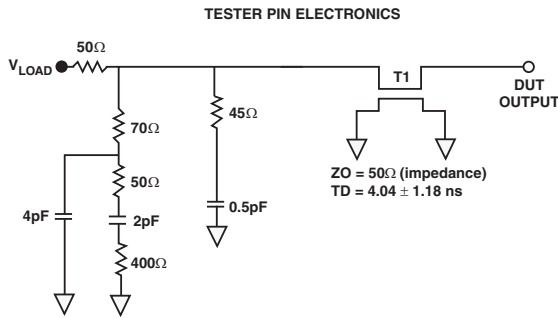 TESTER PIN ELECTRONICS
50Ω
VLOAD
T1
DUT
OUTPUT
45Ω
70Ω
50Ω
ZO = 50Ω (impedance)
TD = 4.04 ± 1.18 ns
4pF
2pF
0.5pF
400Ω